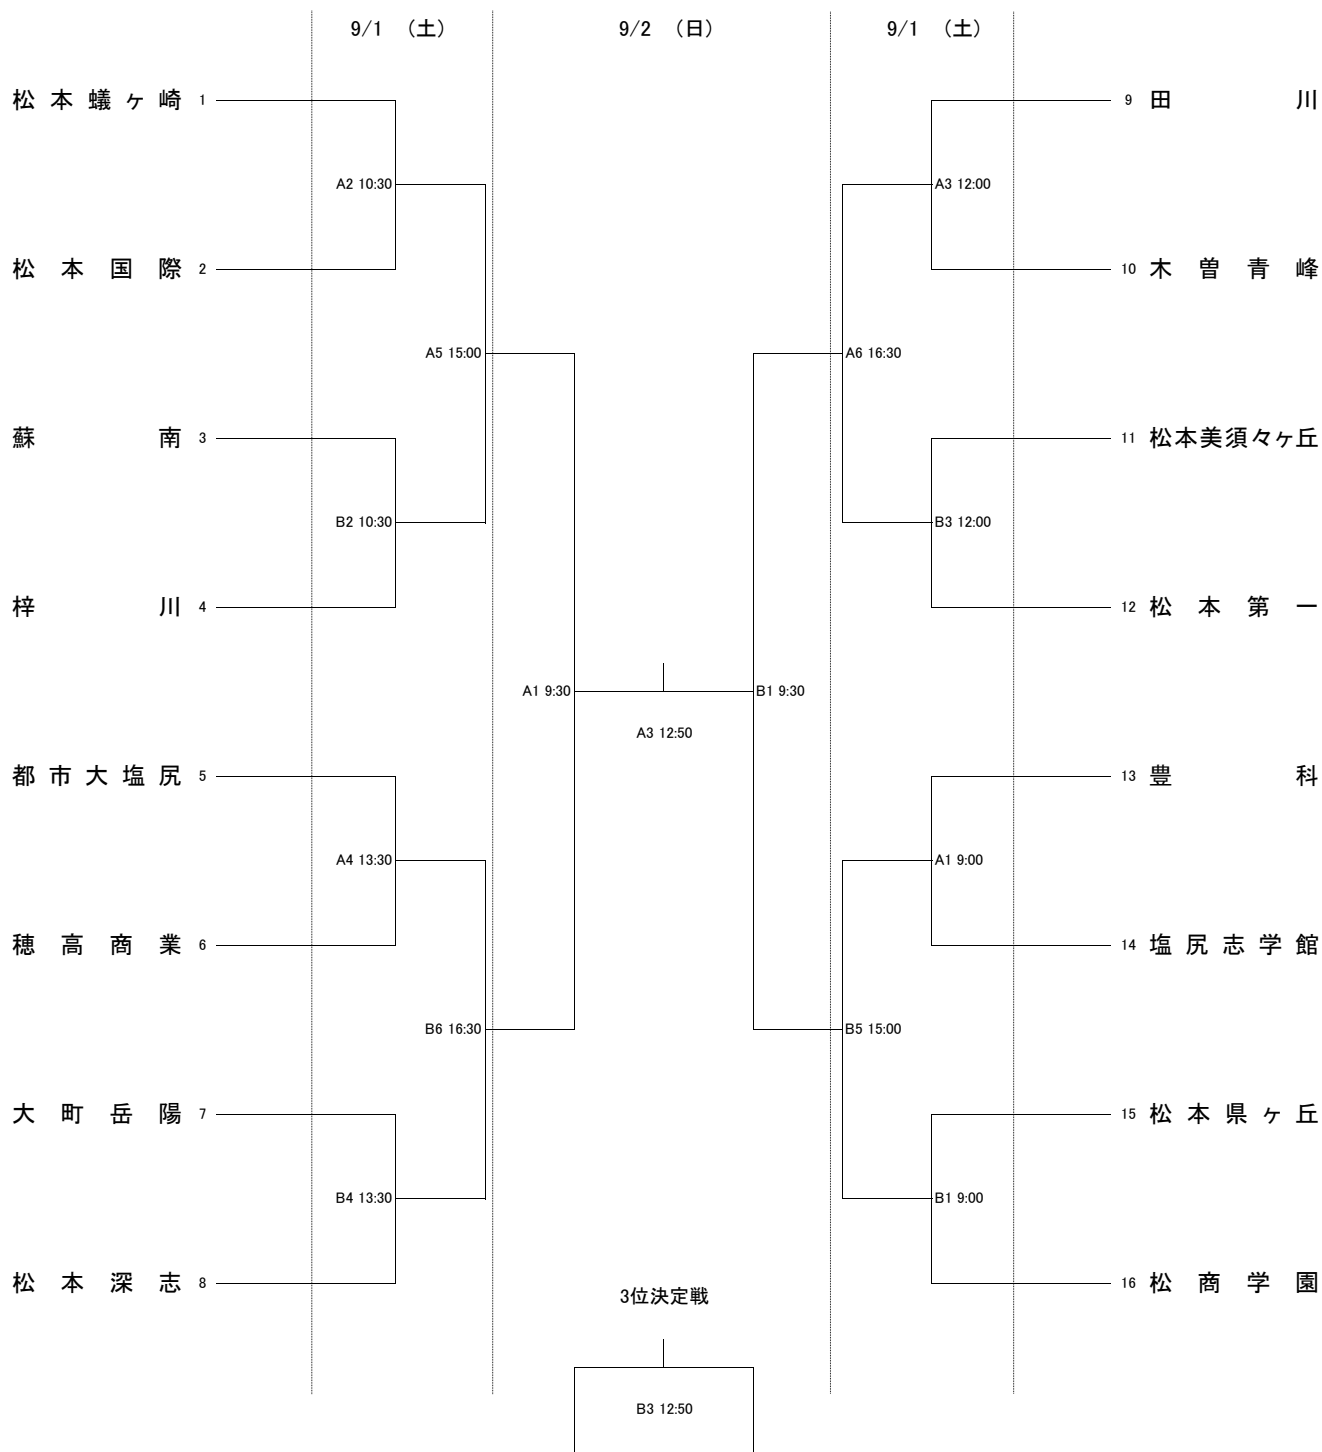 9/1 （土） 9/2 （日） 9/1 （土）
松本蟻ヶ崎 1 9 田川
A2 10:30 A3 12:00
松本国際 2 10 木曽青峰
A5 15:00 A6 16:30
蘇南 3 11 松本美須々ヶ丘
B2 10:30 B3 12:00
梓川 4 12 松本第一
A1 9:30 B1 9:30
A3 12:50
都市大塩尻 5 13 豊科
A4 13:30 A1 9:00
穂高商業 6 14 塩尻志学館
B6 16:30 B5 15:00
大町岳陽 7 15 松本県ヶ丘
B4 13:30 B1 9:00
松本深志 8 16 松商学園
3位決定戦
B3 12:50